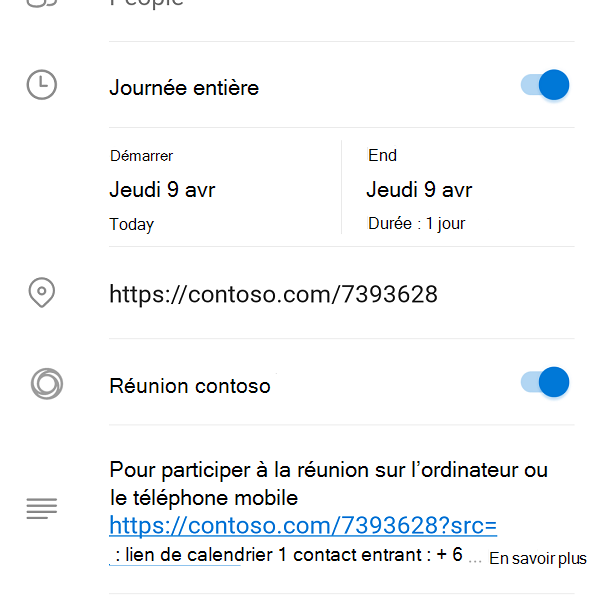 People
Journée entière
Démarrer
End
Jeudi 9 avr
Jeudi 9 avr
Today
Durée : 1 jour
https://contoso.com/7393628
Réunion contoso
Pour participer à la réunion sur l’ordinateur ou
le téléphone mobile
https://contoso.com/7393628?src=
: lien de calendrier 1 contact entrant : + 6 ... En savoir plus